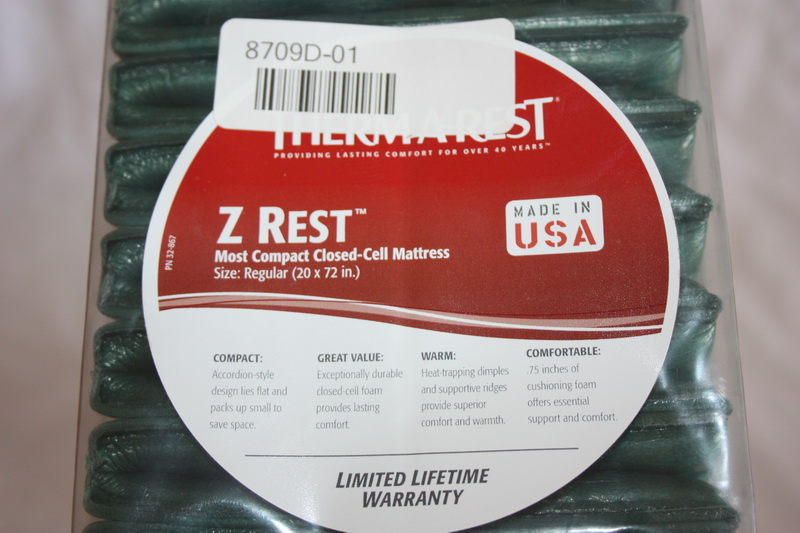 8709D-01
THERM-A-REST®
PROVIDING LASTING COMFORT FOR OVER 40 YEARS™
Z REST™
Most Compact Closed-Cell Mattress
Size: Regular (20 x 72 in.)
MADE IN
USA
PN 32-867
COMPACT:
Accordion-style
design lies flat and
packs up small to
save space.
GREAT VALUE:
Exceptionally durable
closed-cell foam
provides lasting
comfort.
WARM:
Heat-trapping dimples
and supportive ridges
provide superior
comfort and warmth.
COMFORTABLE:
.75 inches of
cushioning foam
offers essential
support and comfort.
LIMITED LIFETIME
WARRANTY